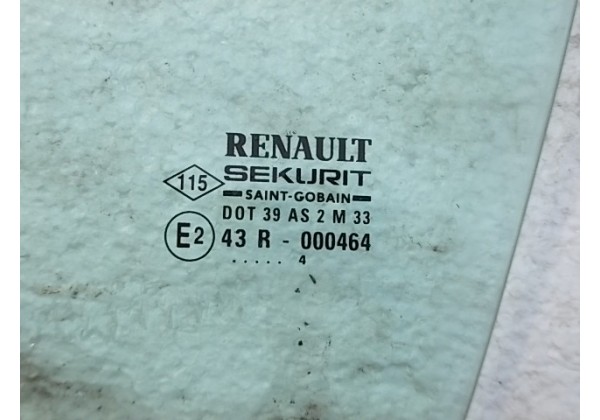 RENAULT
115 SEKURIT
SAINT-GOBAIN
DOT 39 AS 2 M 33
E2 43 R - 000464
..... 4